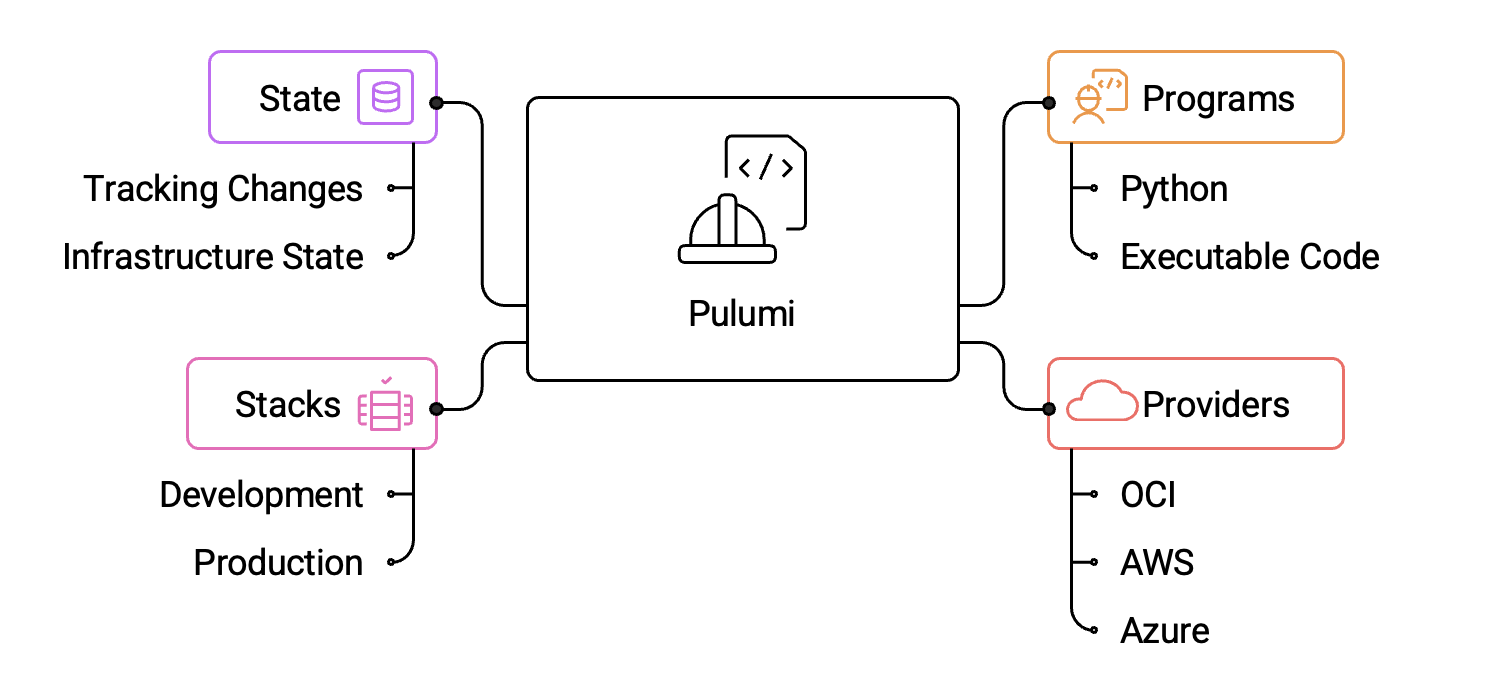 State
Tracking Changes
Infrastructure State
Stacks
Development
Production
</>
Pulumi
</>
Programs
Python
Executable Code
Providers
OCI
AWS
Azure